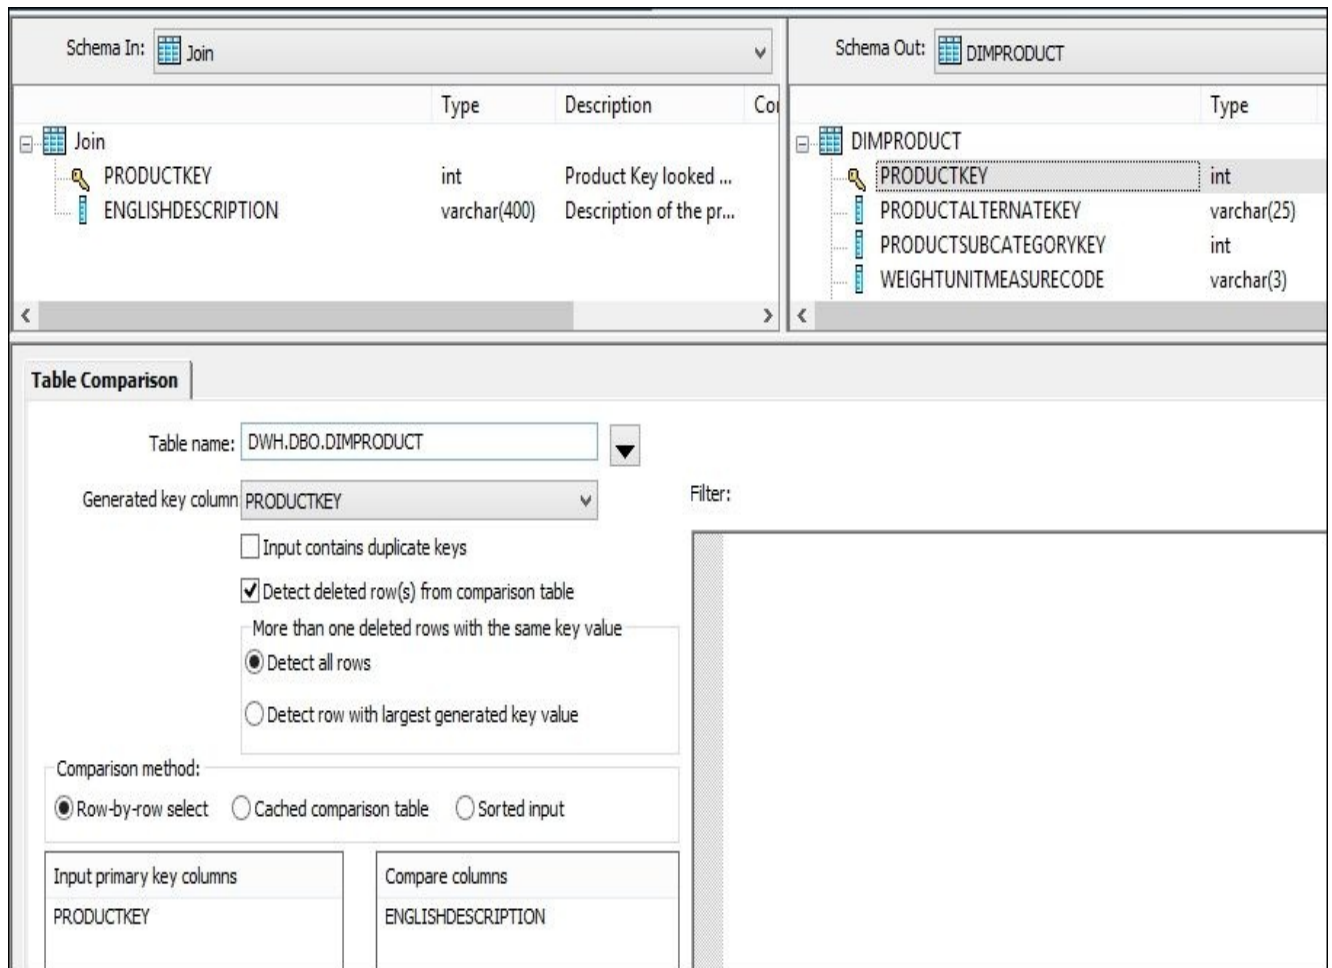 Schema In: Join
Type Description Co
Join
PRODUCTKEY int Product Key looked ...
ENGLISHDESCRIPTION varchar(400) Description of the pr...
Schema Out: DIMPRODUCT
Type
DIMPRODUCT
PRODUCTKEY int
PRODUCTALTERNATEKEY varchar(25)
PRODUCTSUBCATEGORYKEY int
WEIGHTUNITMEASURECODE varchar(3)
Table Comparison
Table name: DWH.DBO.DIMPRODUCT
Generated key column PRODUCTKEY
Input contains duplicate keys
Detect deleted row(s) from comparison table
More than one deleted rows with the same key value
Detect all rows
Detect row with largest generated key value
Comparison method:
Row-by-row select Cached comparison table Sorted input
Input primary key columns
PRODUCTKEY
Compare columns
ENGLISHDESCRIPTION
Filter: